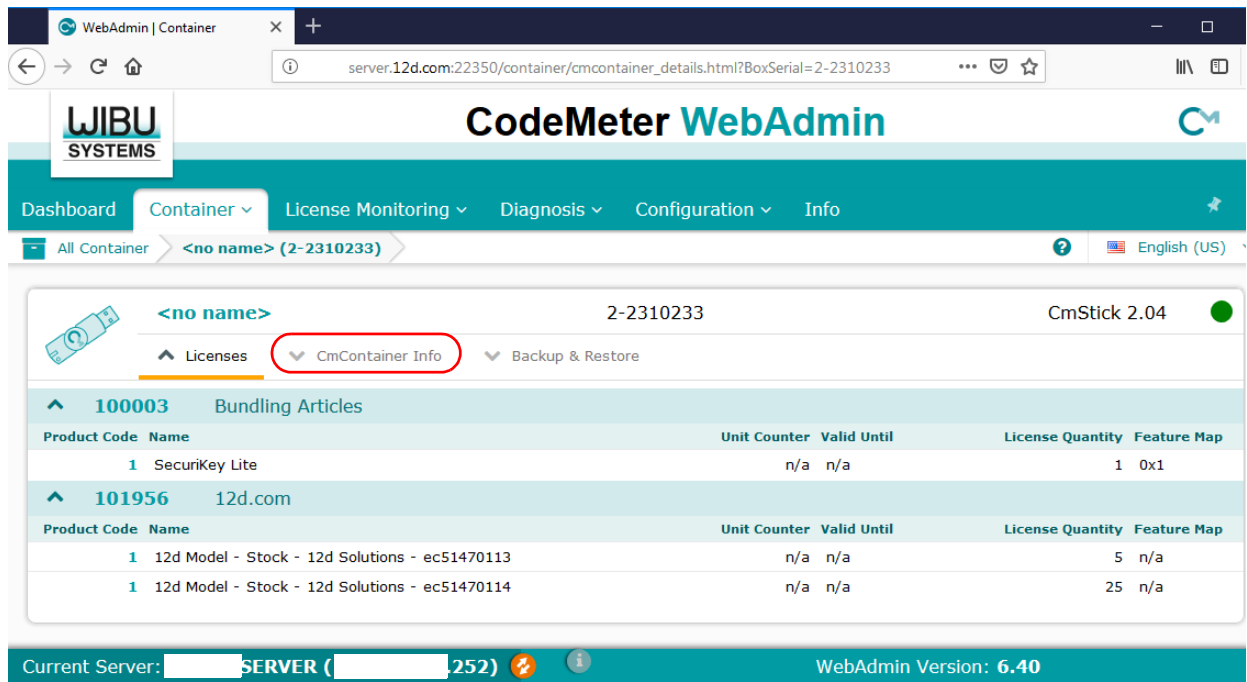 WebAdmin | Container
server.12d.com:22350/container/cmcontainer_details.html?BoxSerial=2-2310233
WIBU
SYSTEMS
CodeMeter WebAdmin
CM
Dashboard Container License Monitoring Diagnosis Configuration Info
All Container <no name> (2-2310233) ? English (US)
<no name> 2-2310233 CmStick 2.04
Licenses CmContainer Info Backup & Restore
100003 Bundling Articles
Product Code Name Unit Counter Valid Until License Quantity Feature Map
1 SecuriKey Lite n/a n/a 1 0x1
101956 12d.com
Product Code Name Unit Counter Valid Until License Quantity Feature Map
1 12d Model - Stock - 12d Solutions - ec51470113 n/a n/a 5 n/a
1 12d Model - Stock - 12d Solutions - ec51470114 n/a n/a 25 n/a
Current Server: SERVER ( .252) WebAdmin Version: 6.40